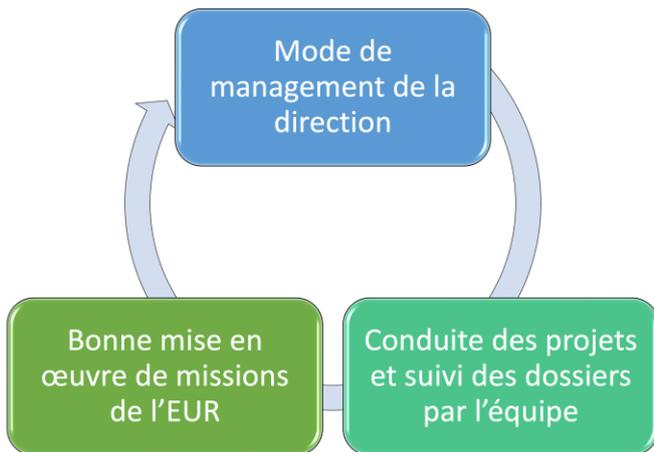 Mode de
management de la
direction
Bonne mise en
œuvre de missions
de l’EUR
Conduite des projets
et suivi des dossiers
par l’équipe